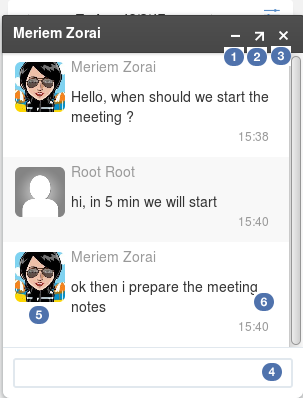 Meriem Zorai
1 2 3
Meriem Zorai
Hello, when should we start the
meeting ?
15:38
Root Root
hi, in 5 min we will start
15:40
Meriem Zorai
ok then i prepare the meeting
6
5
notes
15:40
4